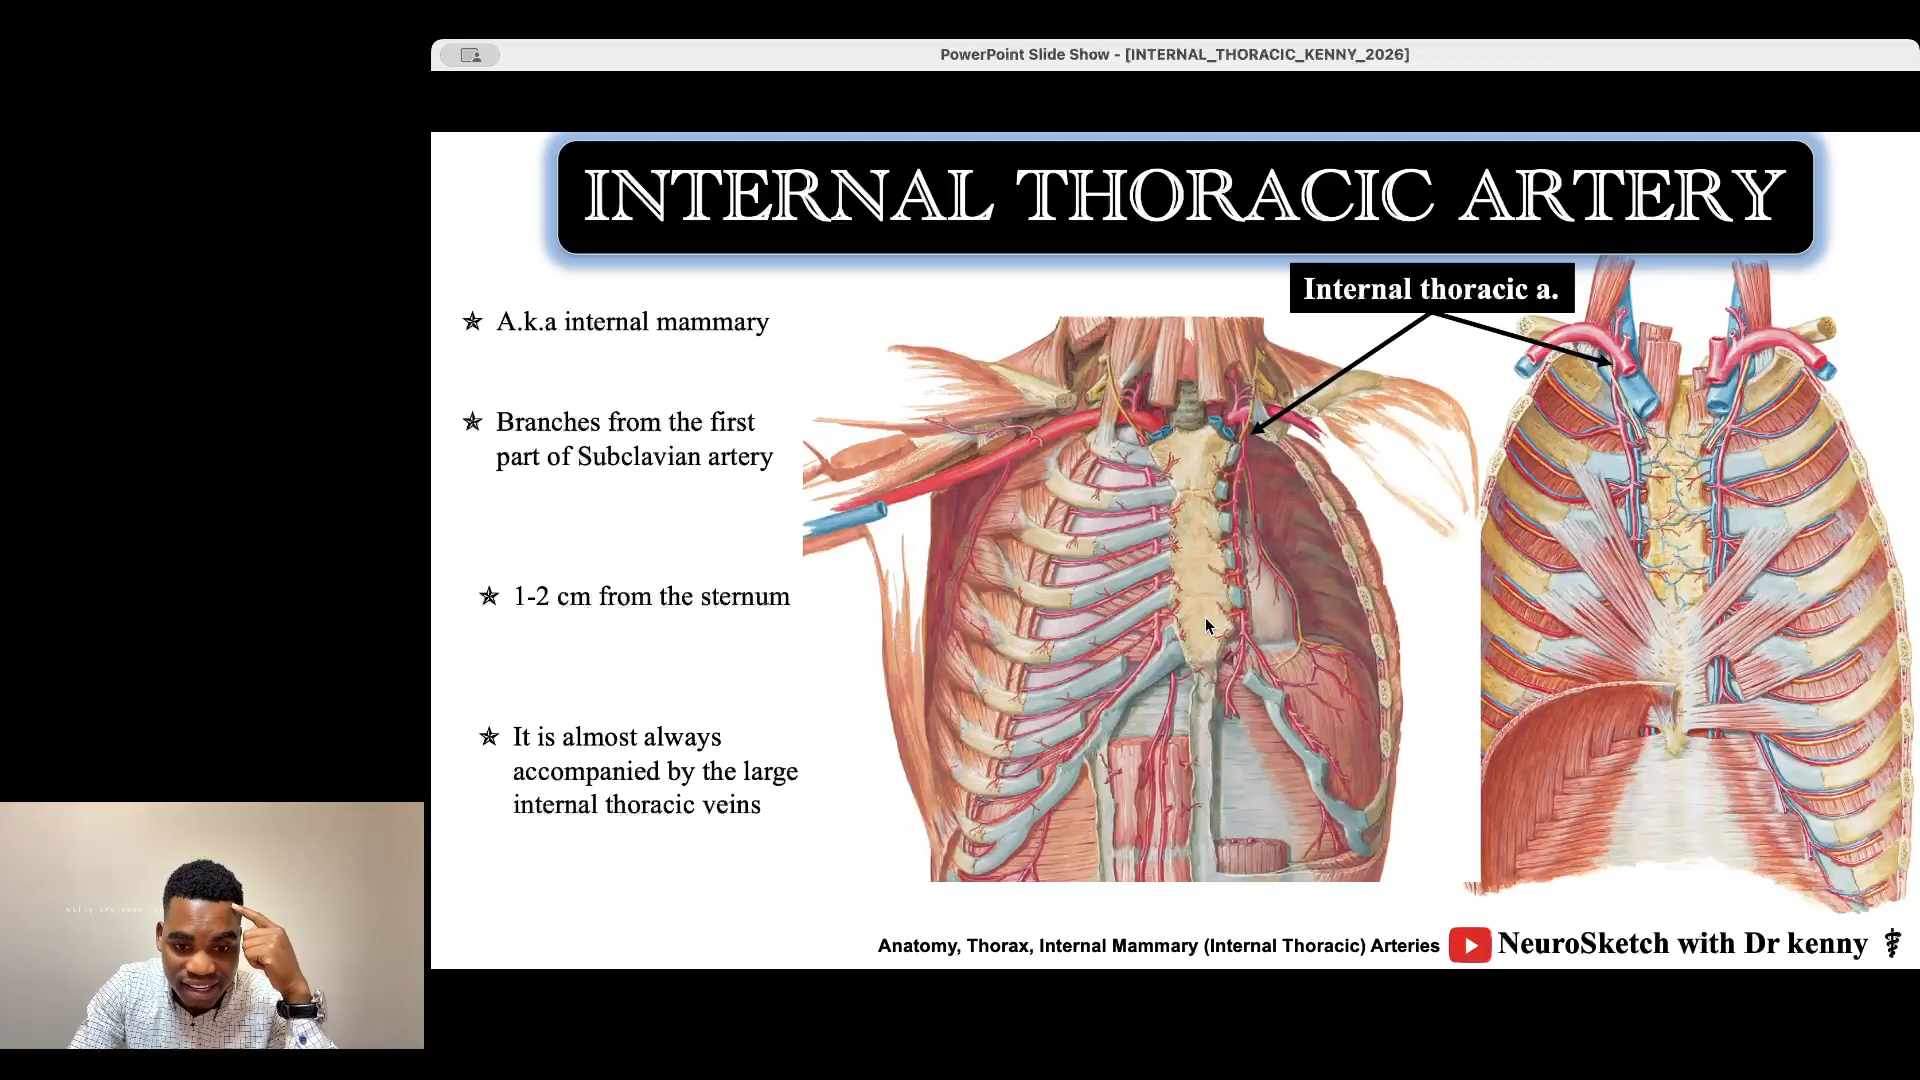 PowerPoint Slide Show - [INTERNAL_THORACIC_KENNY_2026]
INTERNAL THORACIC ARTERY
Internal thoracic a.
✯ A.k.a internal mammary
✯ Branches from the first
part of Subclavian artery
✯ 1-2 cm from the sternum
✯ It is almost always
accompanied by the large
internal thoracic veins
Anatomy, Thorax, Internal Mammary (Internal Thoracic) Arteries
NeuroSketch with Dr kenny